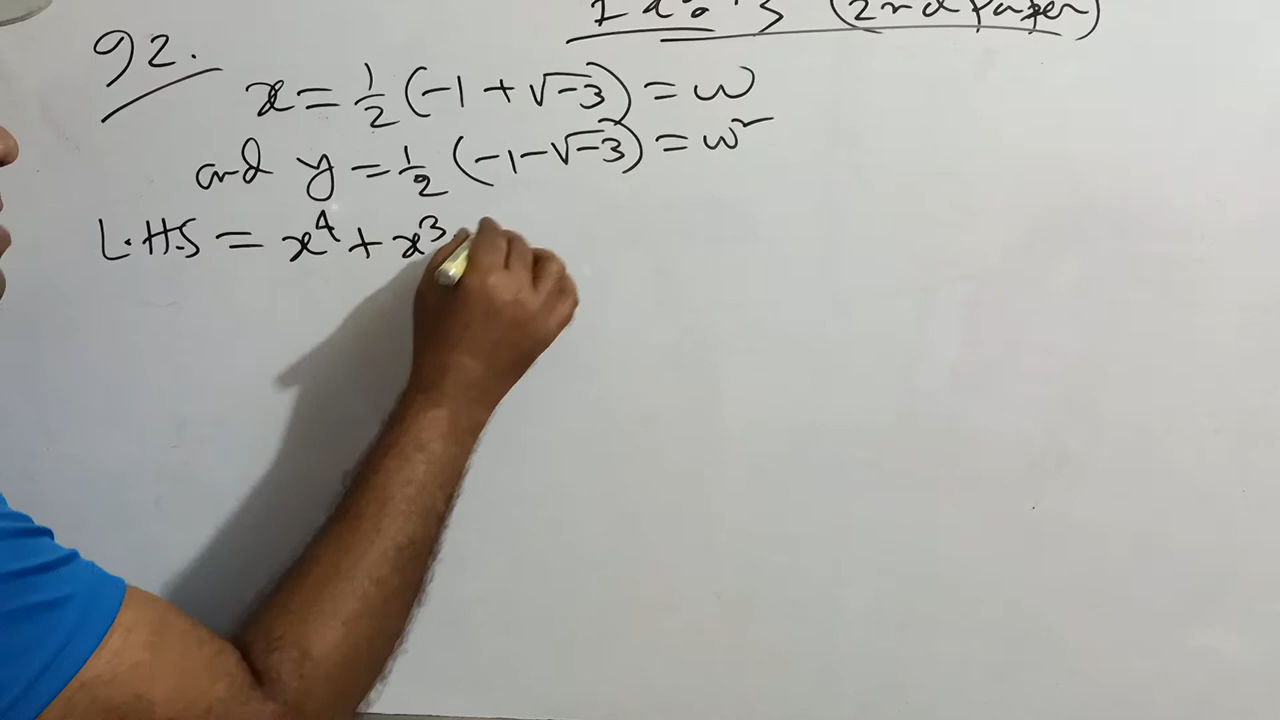 (2nd Paper)
92.
x = 1/2 (-1 + √-3) = ω
and y = 1/2 (-1 - √-3) = ω²
L.H.S = x⁴ + x³